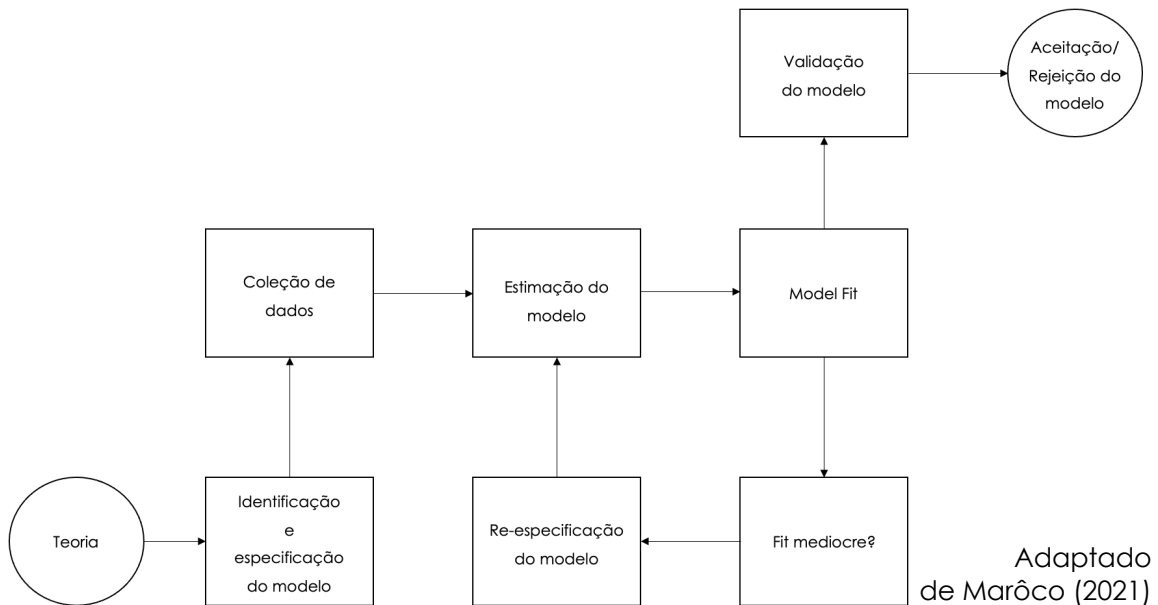 Validação
do modelo
Aceitação/
Rejeição do
modelo
Coleção de
dados
Estimação do
modelo
Model Fit
Teoria
Identificação
e
especificação
do modelo
Re-especificação
do modelo
Fit mediocre?
Adaptado
de Marôco (2021)